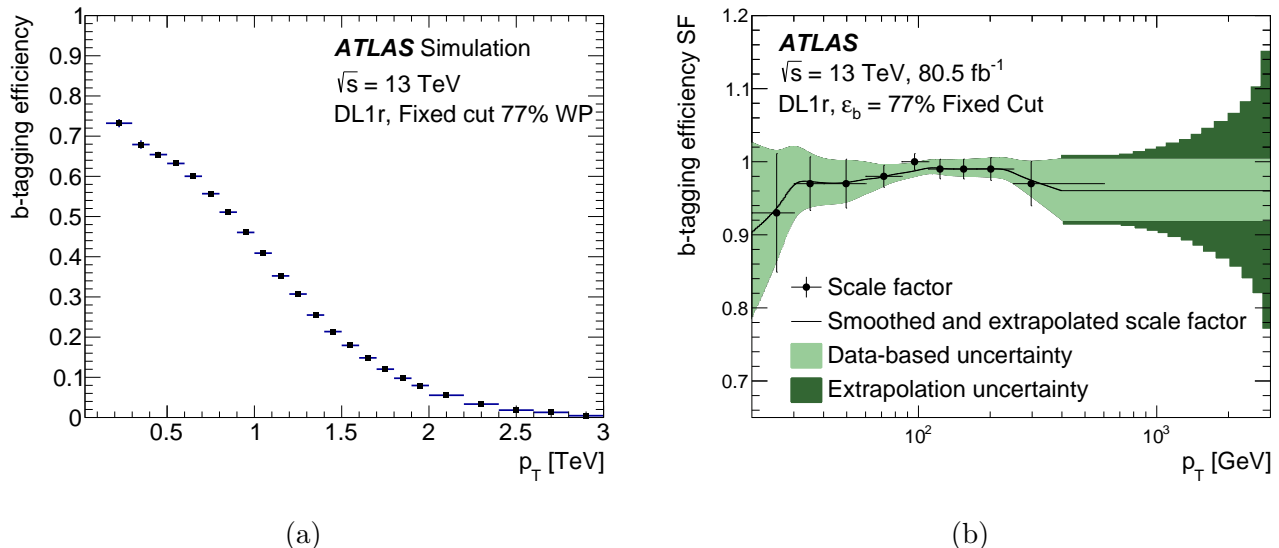 b-tagging efficiency
1
0.9
0.8
0.7
0.6
0.5
0.4
0.3
0.2
0.1
0
ATLAS Simulation
√s = 13 TeV
DL1r, Fixed cut 77% WP
0.5 1 1.5 2 2.5 3
p_T [TeV]
(a)
b-tagging efficiency SF
1.2
1.1
1
0.9
0.8
0.7
ATLAS
√s = 13 TeV, 80.5 fb⁻¹
DL1r, ε_b = 77% Fixed Cut
Scale factor
Smoothed and extrapolated scale factor
Data-based uncertainty
Extrapolation uncertainty
10² 10³
p_T [GeV]
(b)